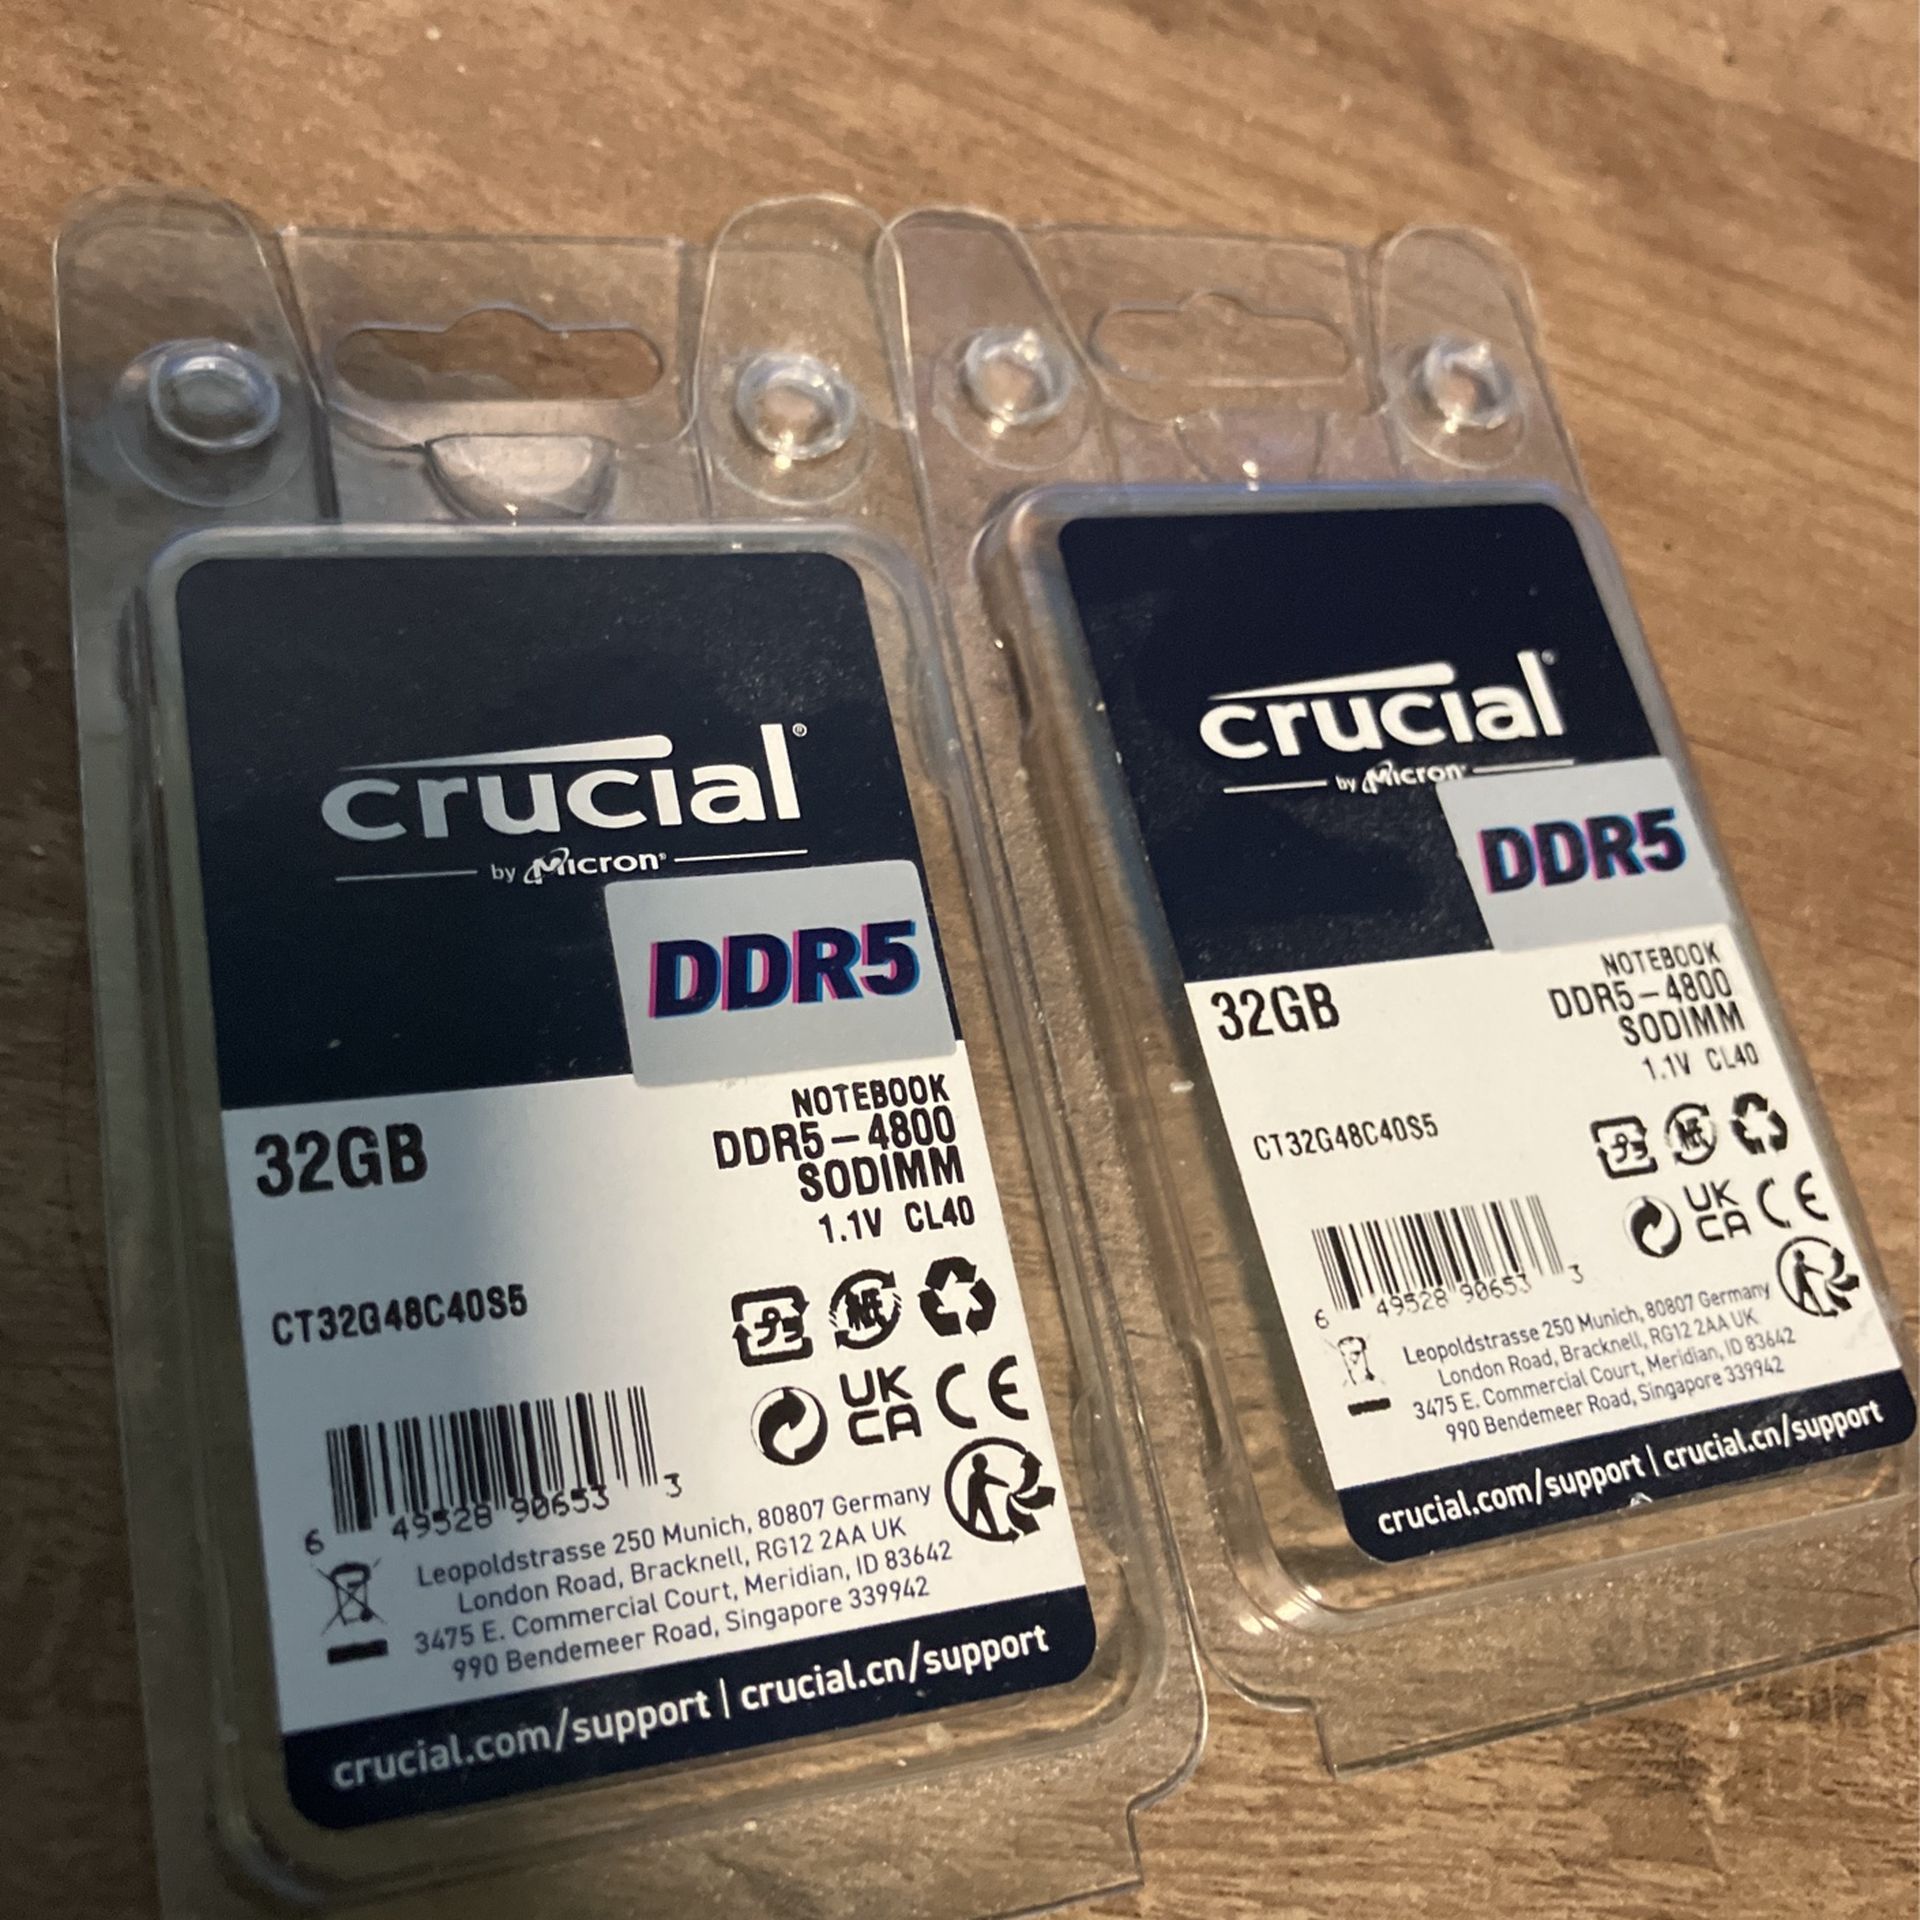 crucial®
by Micron®
DDR5
32GB
NOTEBOOK
DDR5-4800
SODIMM
1.1V CL40
CT32G48C40S5
UK
CA
CE
6 49528 90653 3
Leopoldstrasse 250 Munich, 80807 Germany
London Road, Bracknell, RG12 2AA UK
3475 E. Commercial Court, Meridian, ID 83642
990 Bendemeer Road, Singapore 339942
crucial.com/support | crucial.cn/support
crucial®
by Micron®
DDR5
32GB
NOTEBOOK
DDR5-4800
SODIMM
1.1V CL40
CT32G48C40S5
UK
CA
CE
6 49528 90653 3
Leopoldstrasse 250 Munich, 80807 Germany
London Road, Bracknell, RG12 2AA UK
3475 E. Commercial Court, Meridian, ID 83642
990 Bendemeer Road, Singapore 339942
crucial.com/support | crucial.cn/support